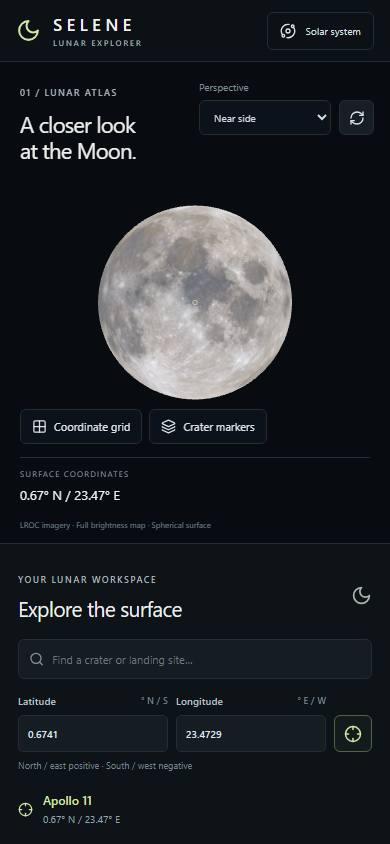 SELENE
LUNAR EXPLORER
Solar system
01 / LUNAR ATLAS
A closer look
at the Moon.
Perspective
Near side
Coordinate grid
Crater markers
SURFACE COORDINATES
0.67° N / 23.47° E
LROC imagery · Full brightness map · Spherical surface
YOUR LUNAR WORKSPACE
Explore the surface
Find a crater or landing site...
Latitude
° N / S
Longitude
° E / W
0.6741
23.4729
North / east positive · South / west negative
Apollo 11
0.67° N / 23.47° E